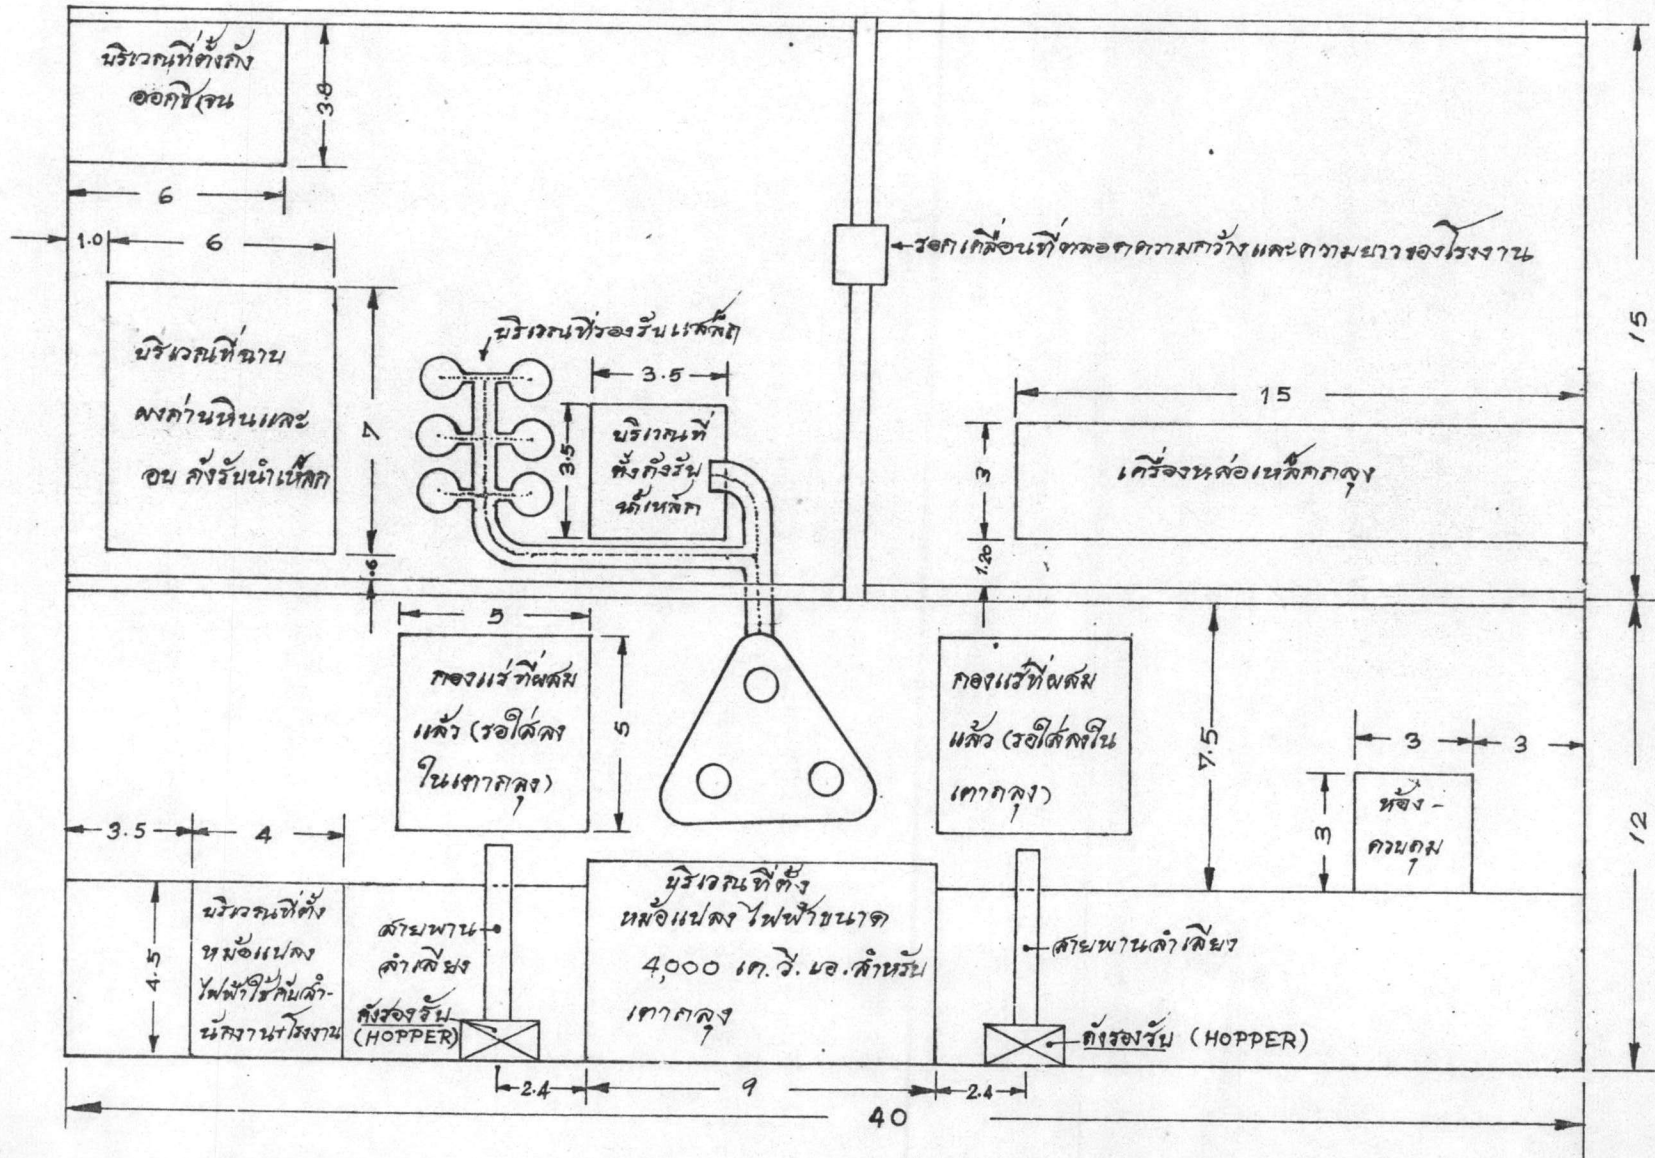 บริเวณที่ตั้งถัง
ออกซิเจน
3.8
6
1.0
6
รอกเคลื่อนที่ตลอดความกว้างและความยาวของโรงงาน
15
บริเวณที่ฉาบ
ผงถ่านหินและ
อบ ถังรับน้ำเหล็ก
7
.6
บริเวณที่รองรับแสล็ก
3.5
3.5
บริเวณที่
ตั้งถังรับ
น้ำเหล็ก
15
3
1.20
เครื่องหล่อเหล็กถลุง
5
5
กองแร่ที่ผสม
แล้ว (รอใส่ลง
ในเตาถลุง)
กองแร่ที่ผสม
แล้ว (รอใส่ลงใน
เตาถลุง)
7.5
3
3
3
ห้อง-
ควบคุม
12
3.5
4
4.5
บริเวณที่ตั้ง
หม้อแปลง
ไฟฟ้าใช้กับสำ-
นักงาน+โรงงาน
สายพาน
ลำเลียง
ถังรองรับ
(HOPPER)
บริเวณที่ตั้ง
หม้อแปลงไฟฟ้าขนาด
4,000 เค.วี.เอ.สำหรับ
เตาถลุง
สายพานลำเลียง
ถังรองรับ (HOPPER)
2.4
9
2.4
40